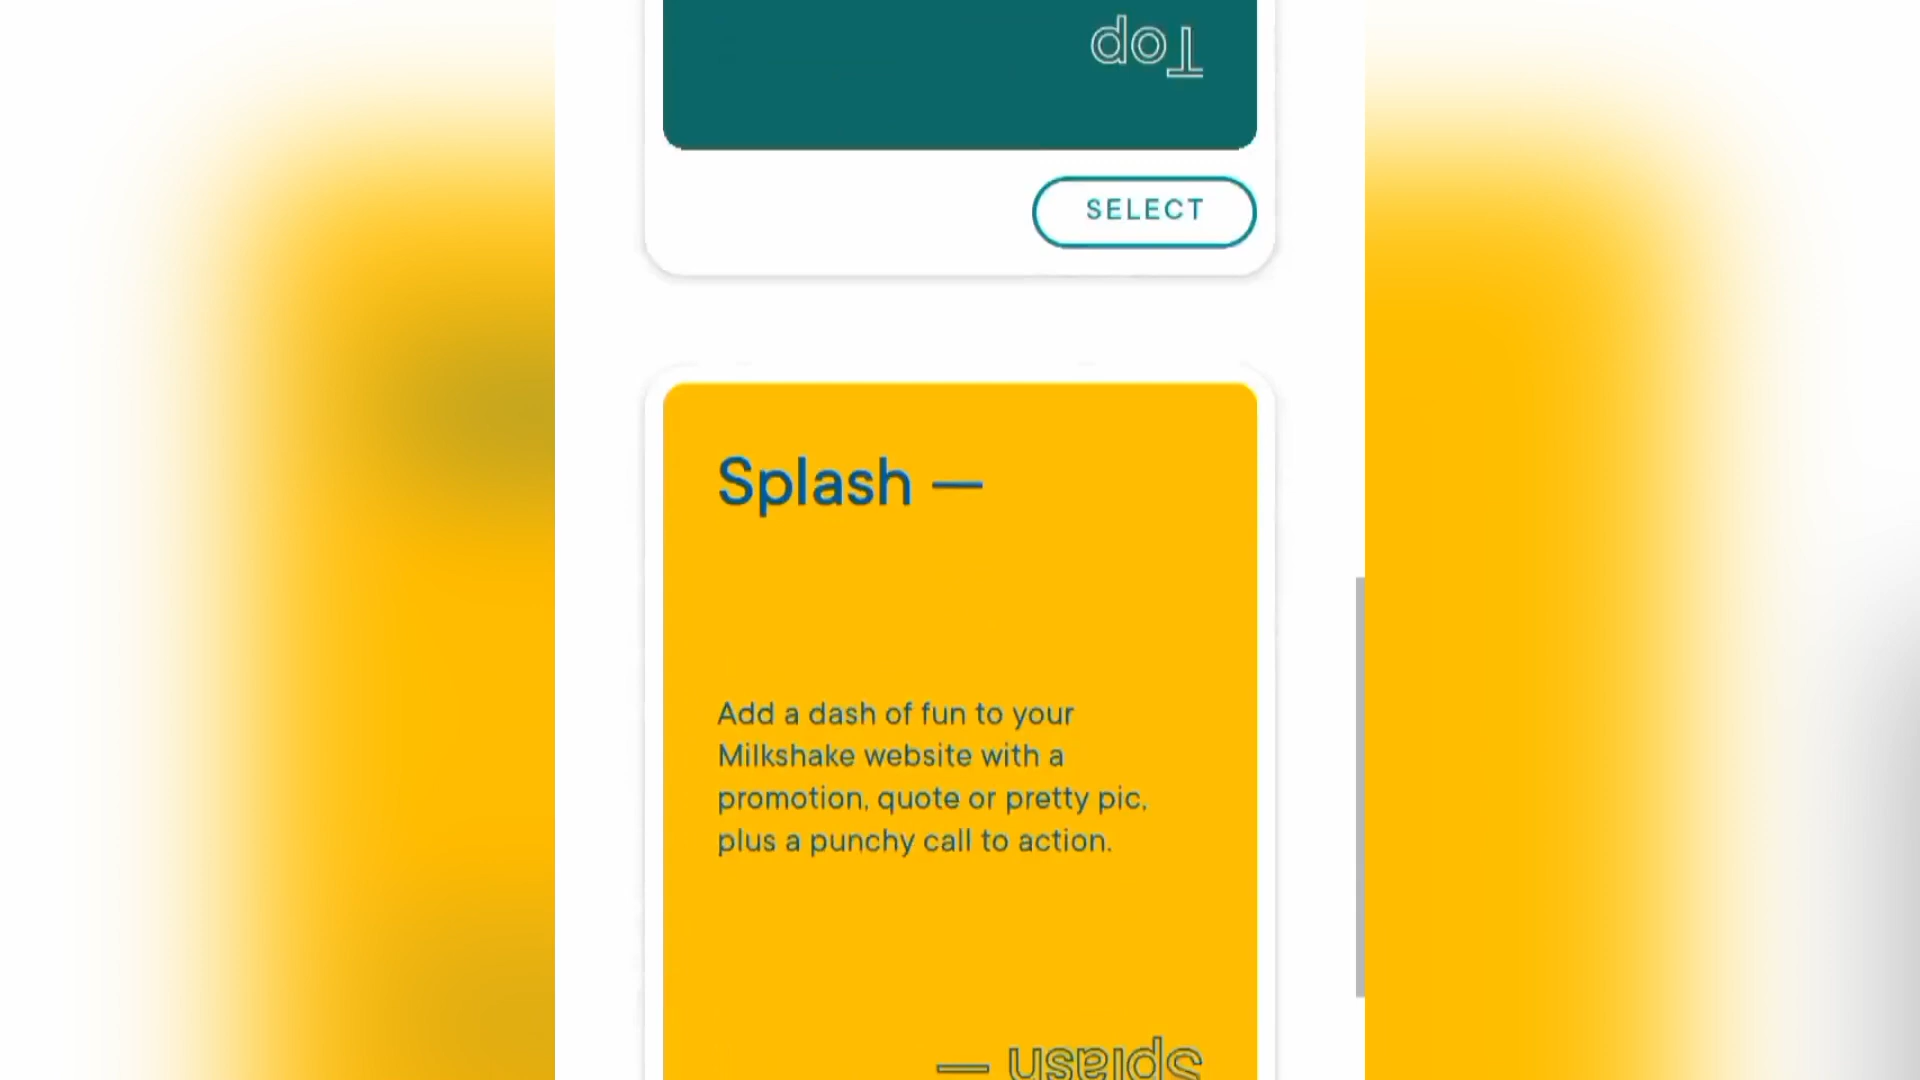 Top
SELECT
Splash —
Add a dash of fun to your
Milkshake website with a
promotion, quote or pretty pic,
plus a punchy call to action.
Splash —